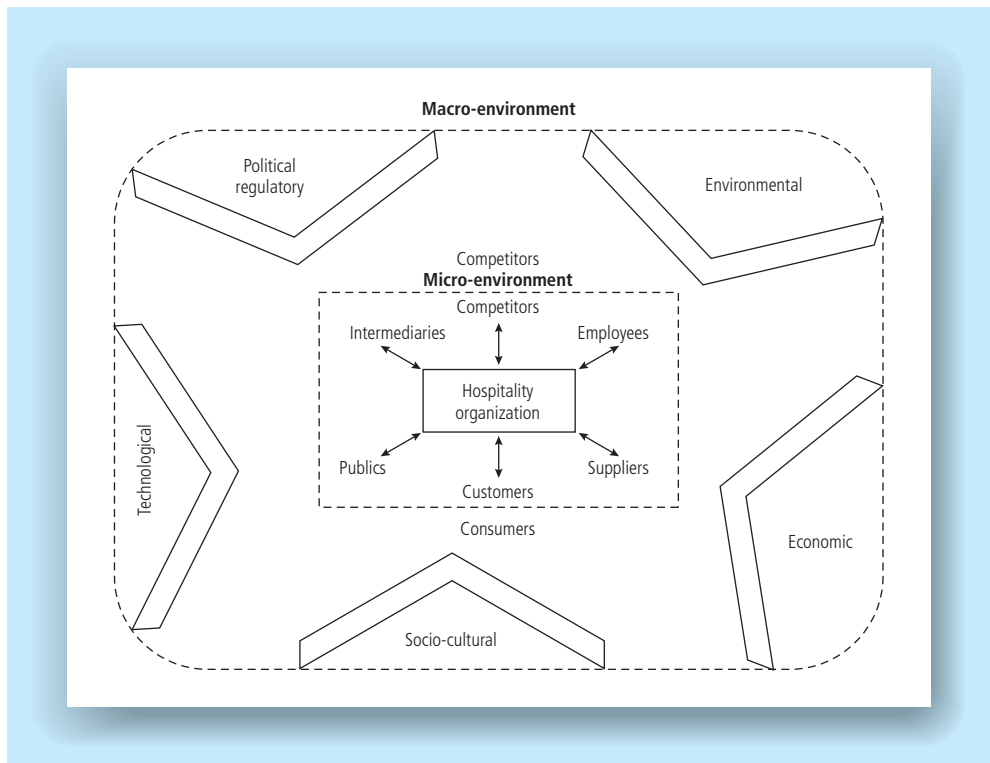 Macro-environment
Political
regulatory
Environmental
Competitors
Micro-environment
Competitors
Intermediaries
Employees
Hospitality
organization
Publics
Suppliers
Customers
Consumers
Technological
Economic
Socio-cultural